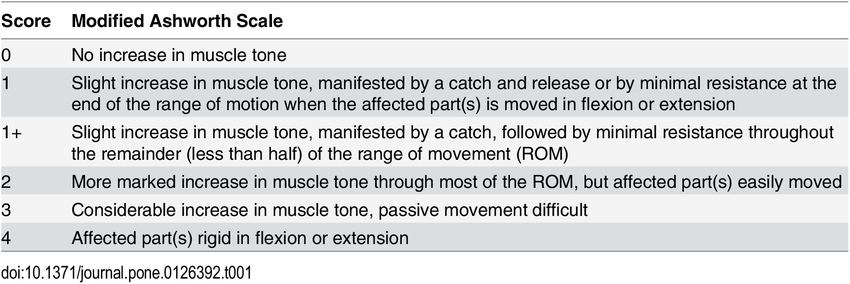 Score Modified Ashworth Scale
0 No increase in muscle tone
1 Slight increase in muscle tone, manifested by a catch and release or by minimal resistance at the
end of the range of motion when the affected part(s) is moved in flexion or extension
1+ Slight increase in muscle tone, manifested by a catch, followed by minimal resistance throughout
the remainder (less than half) of the range of movement (ROM)
2 More marked increase in muscle tone through most of the ROM, but affected part(s) easily moved
3 Considerable increase in muscle tone, passive movement difficult
4 Affected part(s) rigid in flexion or extension
doi:10.1371/journal.pone.0126392.t001